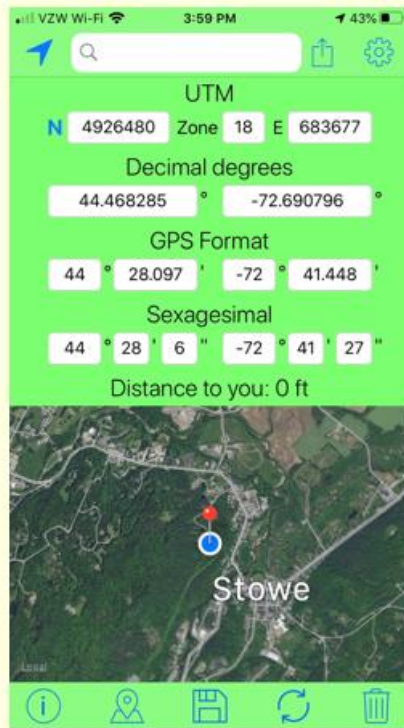 VZW Wi-Fi 3:59 PM 43%
UTM
N 4926480 Zone 18 E 683677
Decimal degrees
44.468285 ° -72.690796 °
GPS Format
44 ° 28.097 ' -72 ° 41.448 '
Sexagesimal
44 ° 28 ' 6 " -72 ° 41 ' 27 "
Distance to you: 0 ft
Stowe
Legal